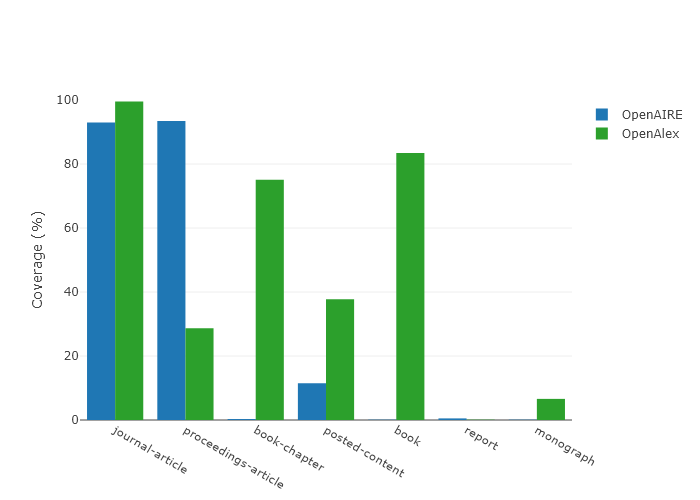 100
80
60
40
20
0
Coverage (%)
OpenAIRE
OpenAlex
journal-article
proceedings-article
book-chapter
posted-content
book
report
monograph